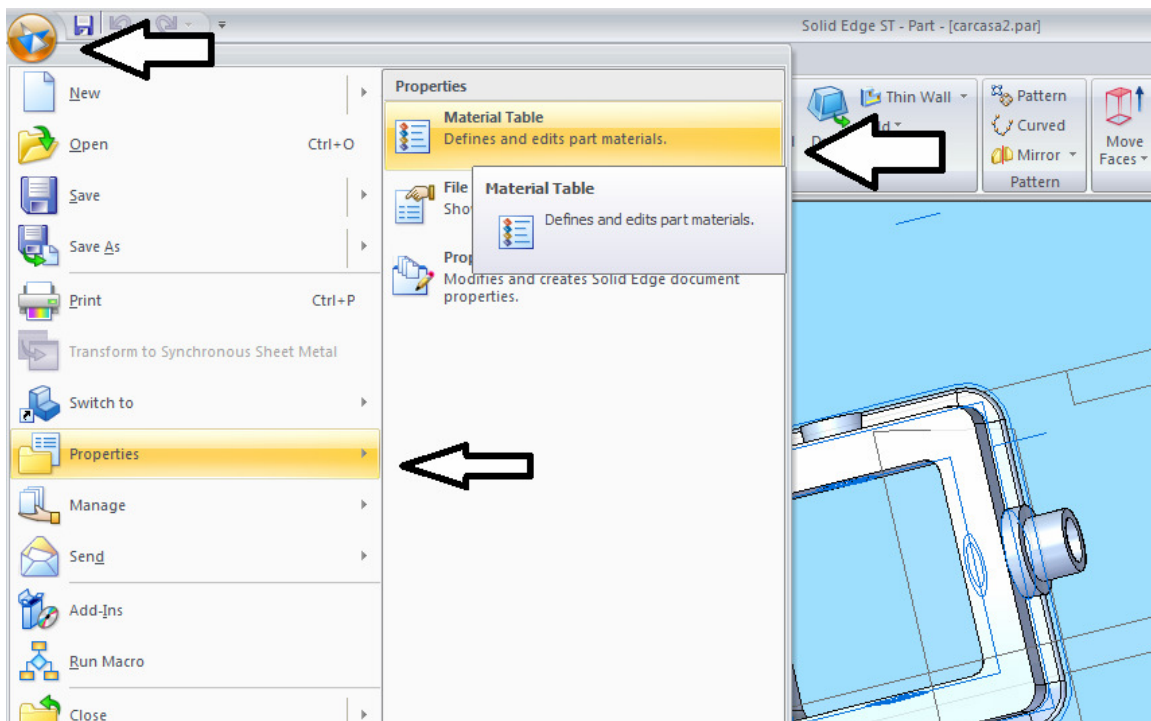 Solid Edge ST - Part - [carcasa2.par]
New
Open Ctrl+O
Save
Save As
Print Ctrl+P
Transform to Synchronous Sheet Metal
Switch to
Properties
Manage
Send
Add-Ins
Run Macro
Close
Properties
Material Table
Defines and edits part materials.
File
Material Table
Defines and edits part materials.
Modifies and creates Solid Edge document
properties.
Thin Wall
Pattern
Curved
Mirror
Pattern
Move
Faces